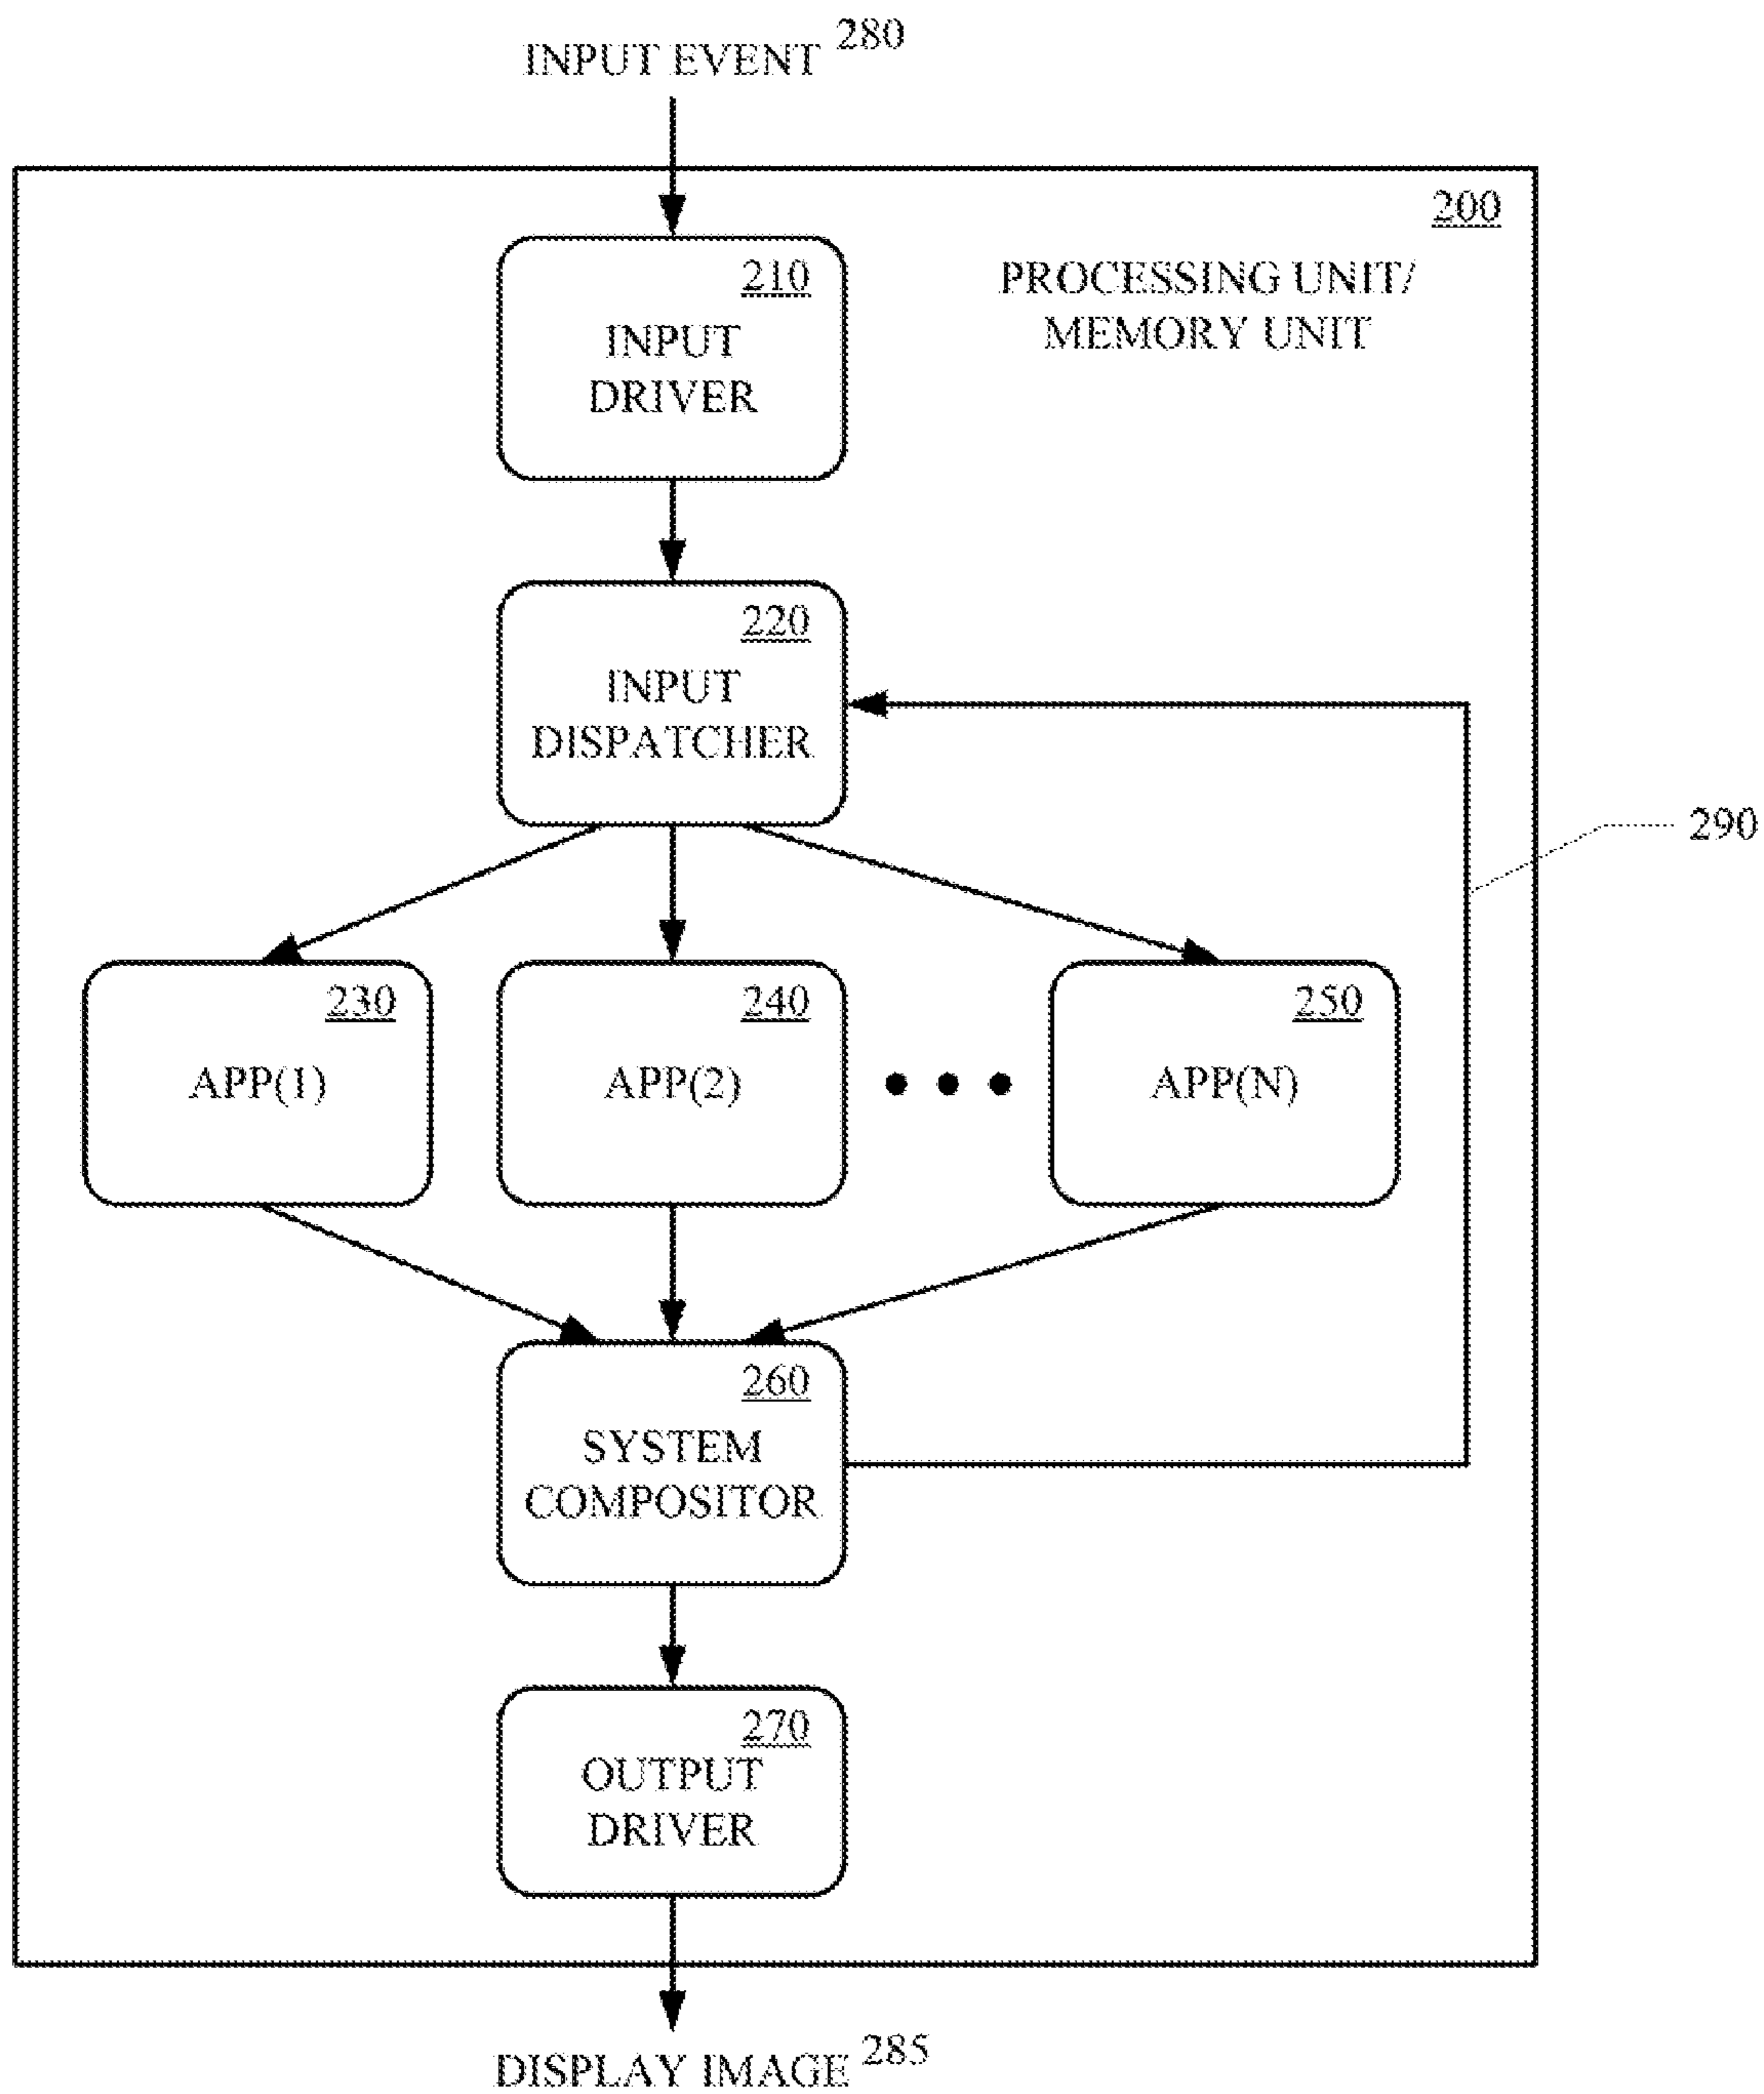 INPUT EVENT 280
200
PROCESSING UNIT/
MEMORY UNIT
210
INPUT
DRIVER
220
INPUT
DISPATCHER
290
230
APP(1)
240
APP(2)
250
APP(N)
260
SYSTEM
COMPOSITOR
270
OUTPUT
DRIVER
DISPLAY IMAGE 285